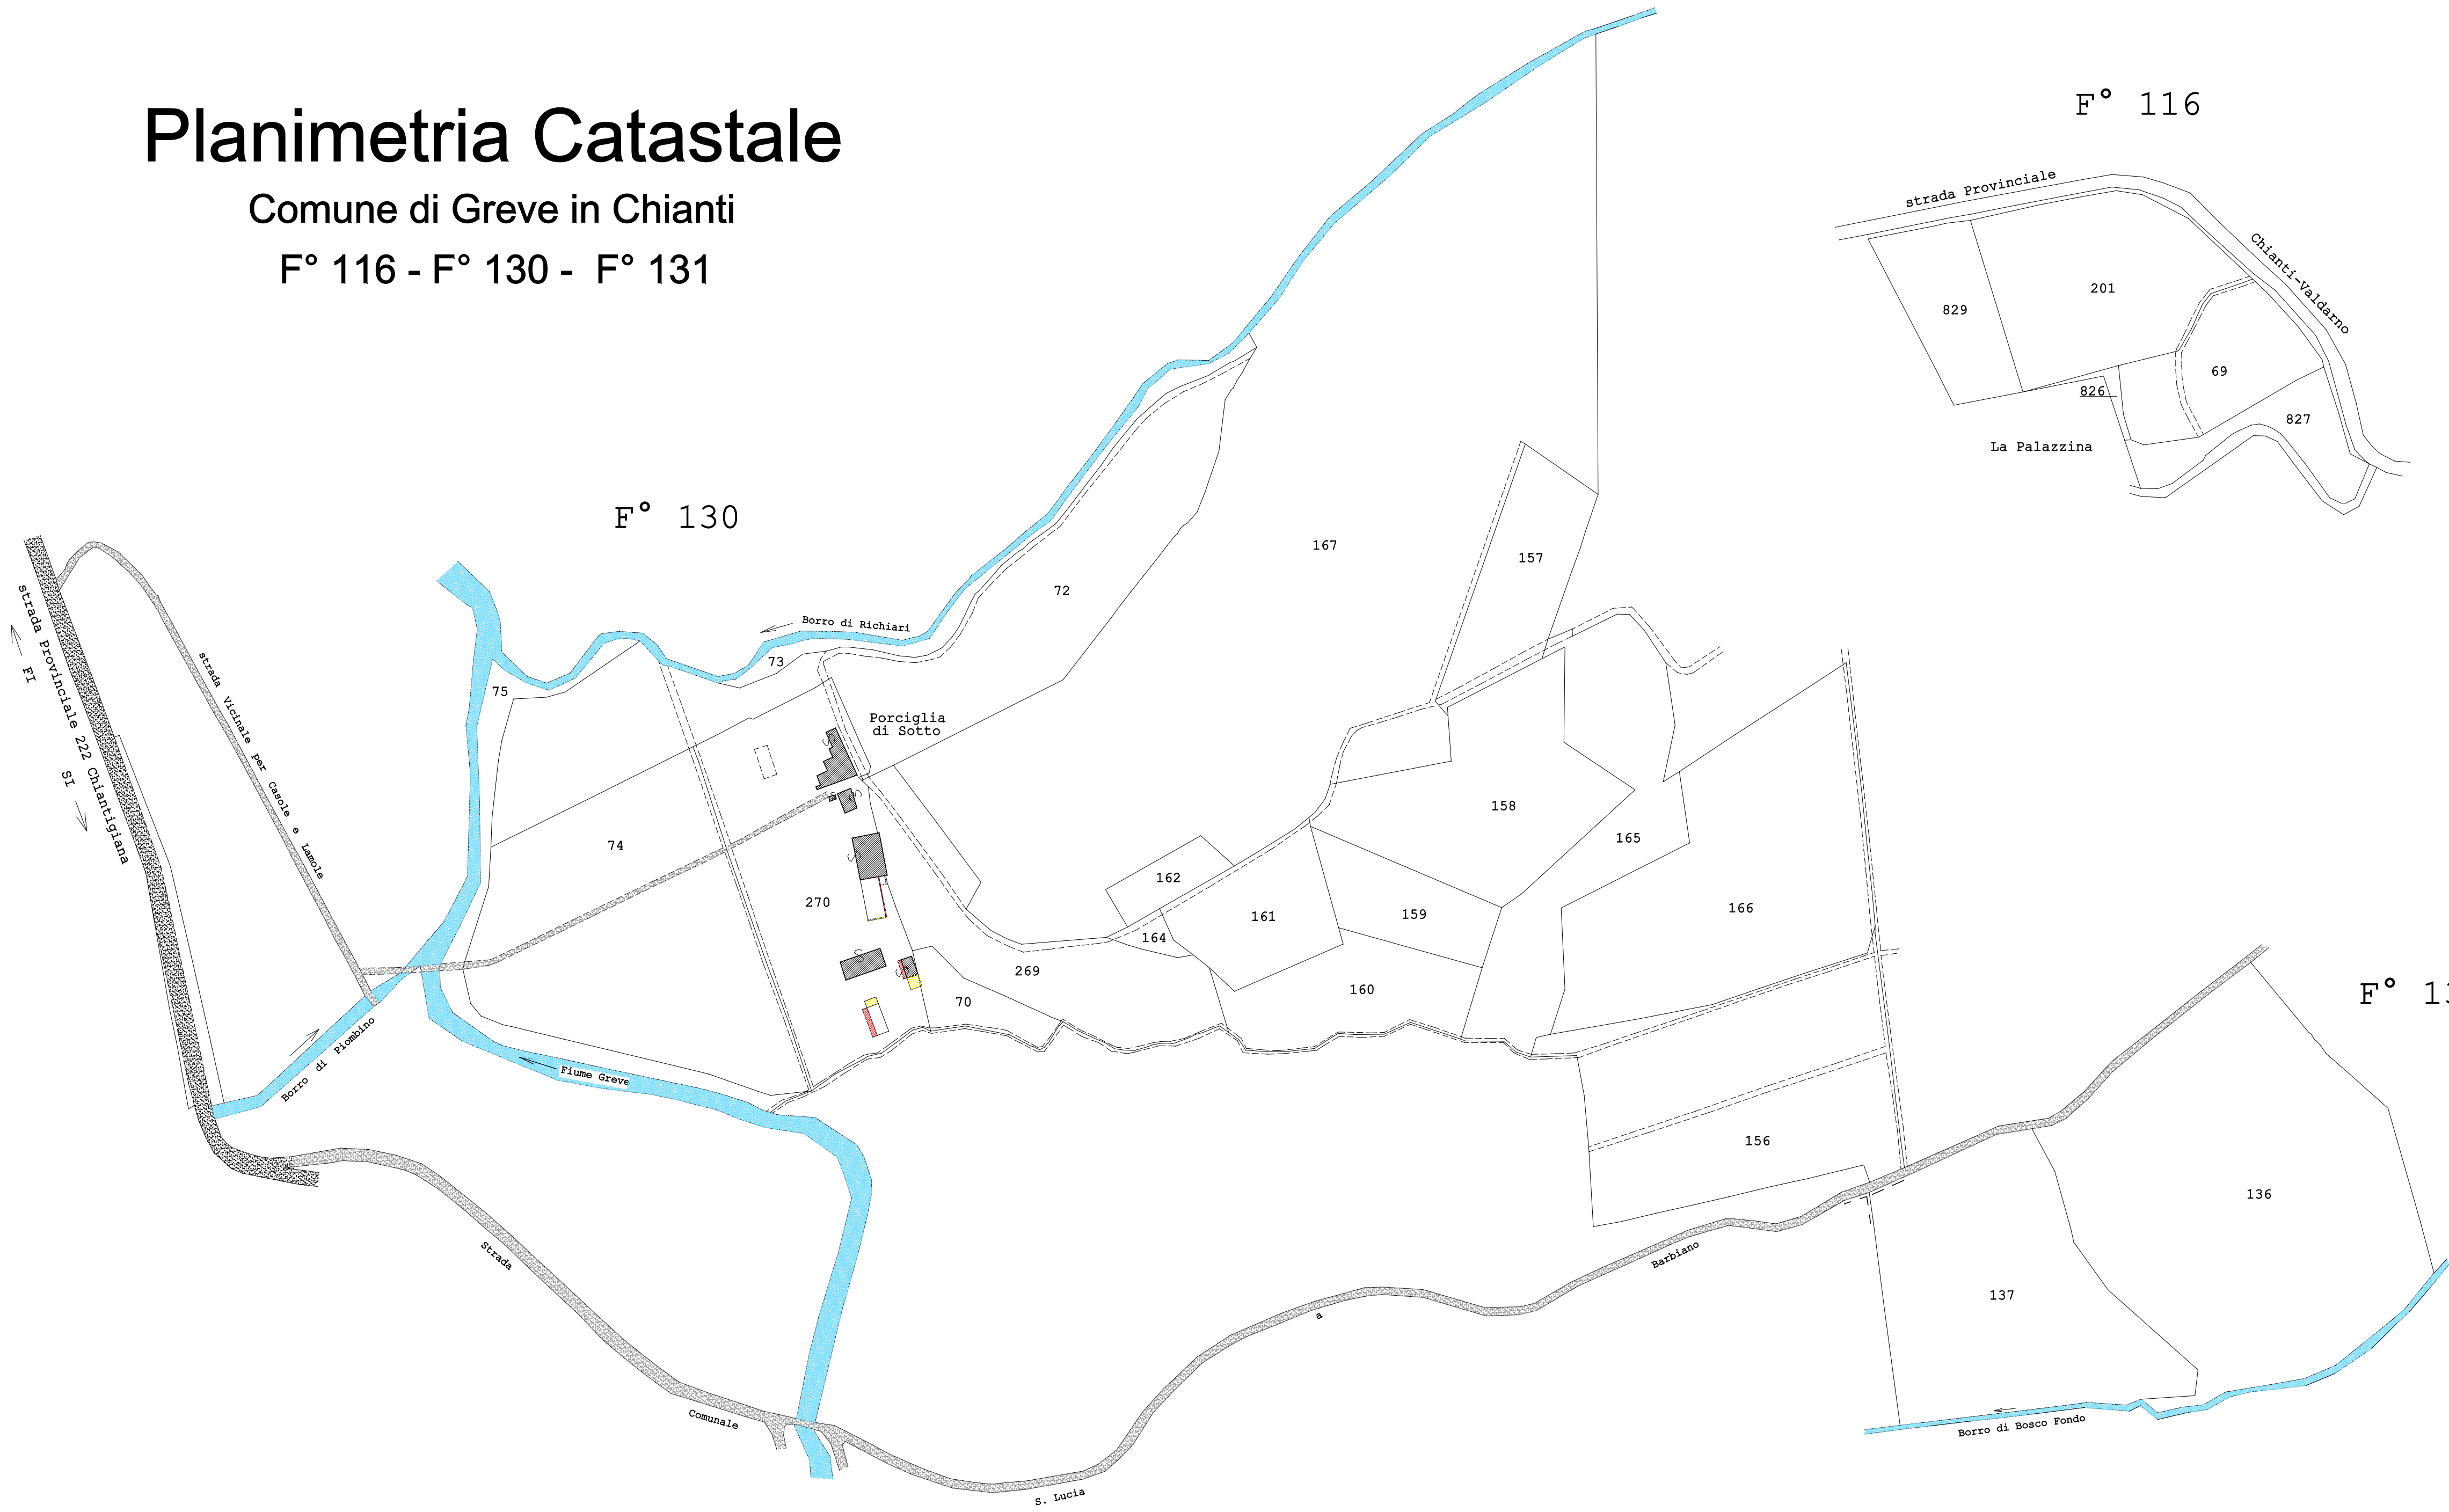 Planimetria Catastale
Comune di Greve in Chianti
F° 116 - F° 130 - F° 131
F° 116
strada Provinciale
Chianti-Valdarno
829
201
69
826
827
La Palazzina
F° 130
167
157
72
Borro di Richiari
73
75
Porciglia
di Sotto
strada Provinciale 222 Chiantigiana
FI
SI
strada Vicinale per Casole e Lamole
74
270
158
165
162
161
159
164
166
269
70
160
F° 13
Borro di Piombino
Fiume Greve
156
136
137
Strada
Comunale
S. Lucia
a
Barbiano
Borro di Bosco Fondo